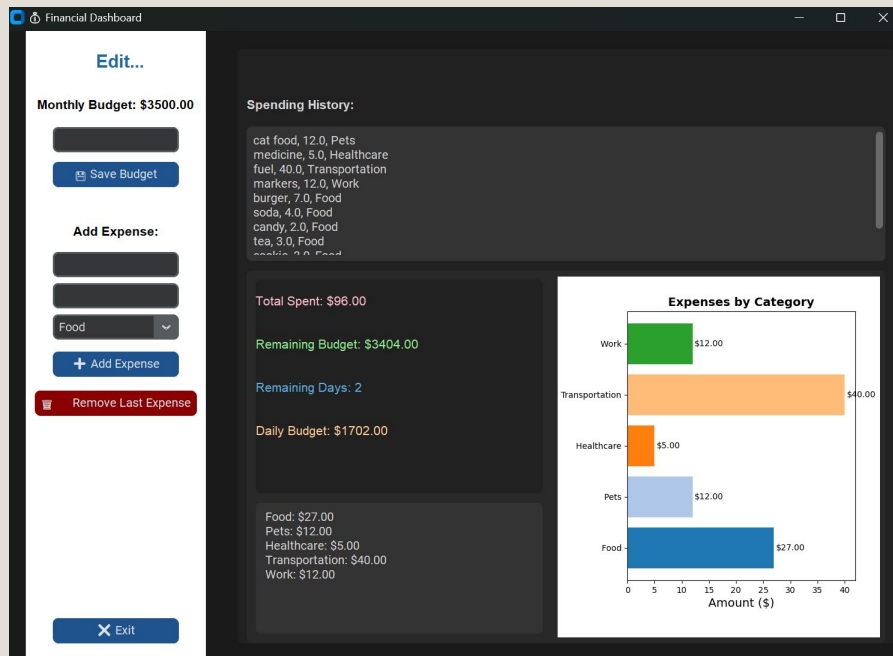 Financial Dashboard
Edit...
Monthly Budget: $3500.00
Save Budget
Add Expense:
Food
Add Expense
Remove Last Expense
Exit
Spending History:
cat food, 12.0, Pets
medicine, 5.0, Healthcare
fuel, 40.0, Transportation
markers, 12.0, Work
burger, 7.0, Food
soda, 4.0, Food
candy, 2.0, Food
tea, 3.0, Food
Total Spent: $96.00
Remaining Budget: $3404.00
Remaining Days: 2
Daily Budget: $1702.00
Food: $27.00
Pets: $12.00
Healthcare: $5.00
Transportation: $40.00
Work: $12.00
Expenses by Category
Work $12.00
Transportation $40.00
Healthcare $5.00
Pets $12.00
Food $27.00
0 5 10 15 20 25 30 35 40
Amount ($)